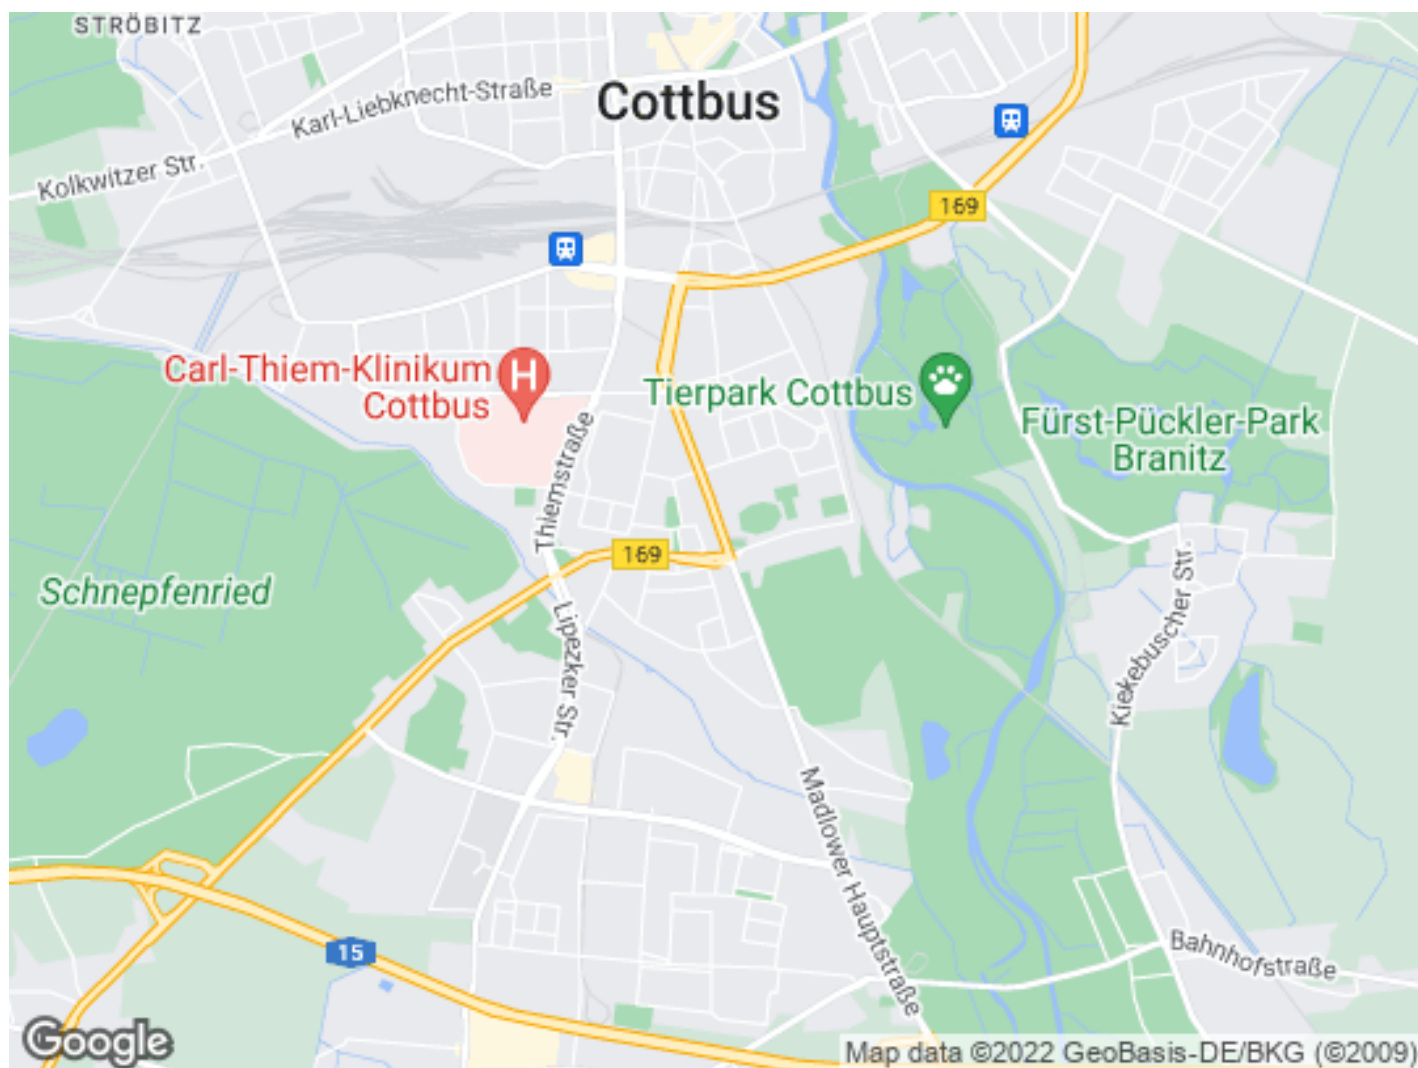 STRÖBITZ
Karl-Liebknecht-Straße
Cottbus
Kolkwitzer Str.
169
Carl-Thiem-Klinikum
Cottbus
H
Tierpark Cottbus
Fürst-Pückler-Park
Branitz
Thiemstraße
169
Schnepfenried
Lipezker Str.
Kiekebuscher Str.
Madlower Hauptstraße
15
Bahnhofstraße
Google
Map data ©2022 GeoBasis-DE/BKG (©2009)